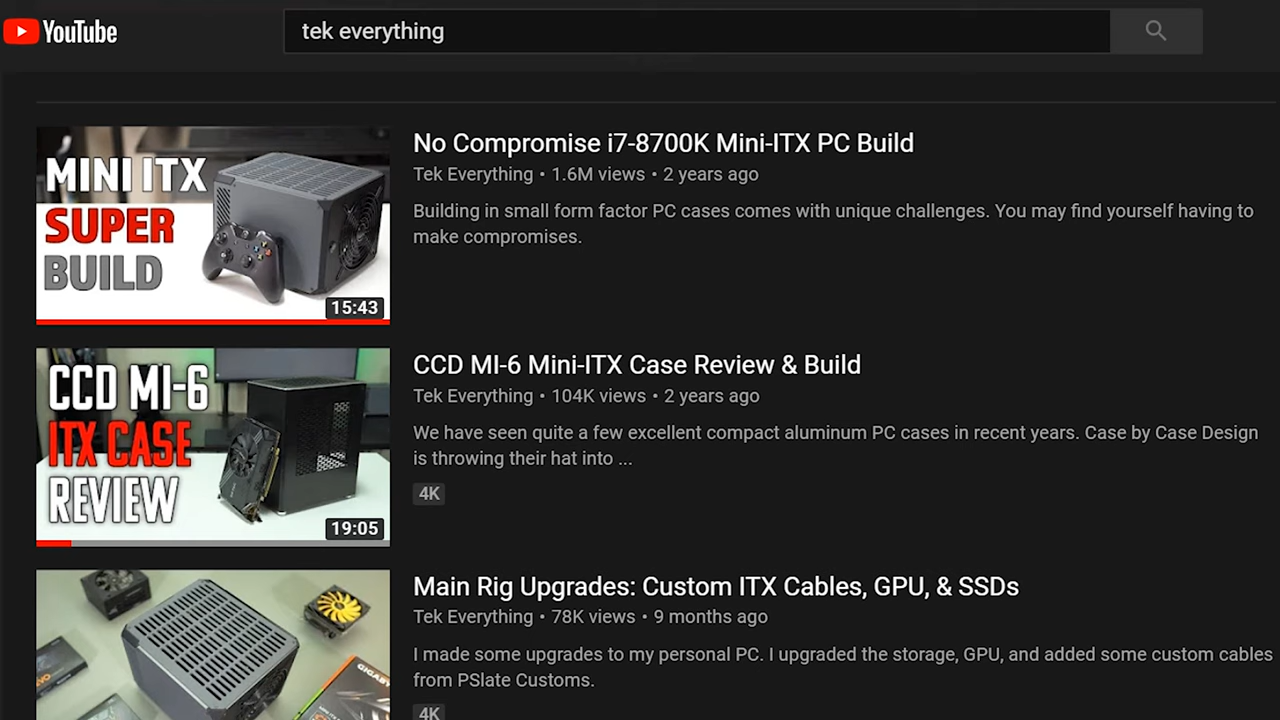 YouTube
tek everything
MINI ITX
SUPER
BUILD
15:43
No Compromise i7-8700K Mini-ITX PC Build
Tek Everything • 1.6M views • 2 years ago
Building in small form factor PC cases comes with unique challenges. You may find yourself having to
make compromises.
CCD MI-6
ITX CASE
REVIEW
19:05
CCD MI-6 Mini-ITX Case Review & Build
Tek Everything • 104K views • 2 years ago
We have seen quite a few excellent compact aluminum PC cases in recent years. Case by Case Design
is throwing their hat into ...
4K
Main Rig Upgrades: Custom ITX Cables, GPU, & SSDs
Tek Everything • 78K views • 9 months ago
I made some upgrades to my personal PC. I upgraded the storage, GPU, and added some custom cables
from PSlate Customs.
4K